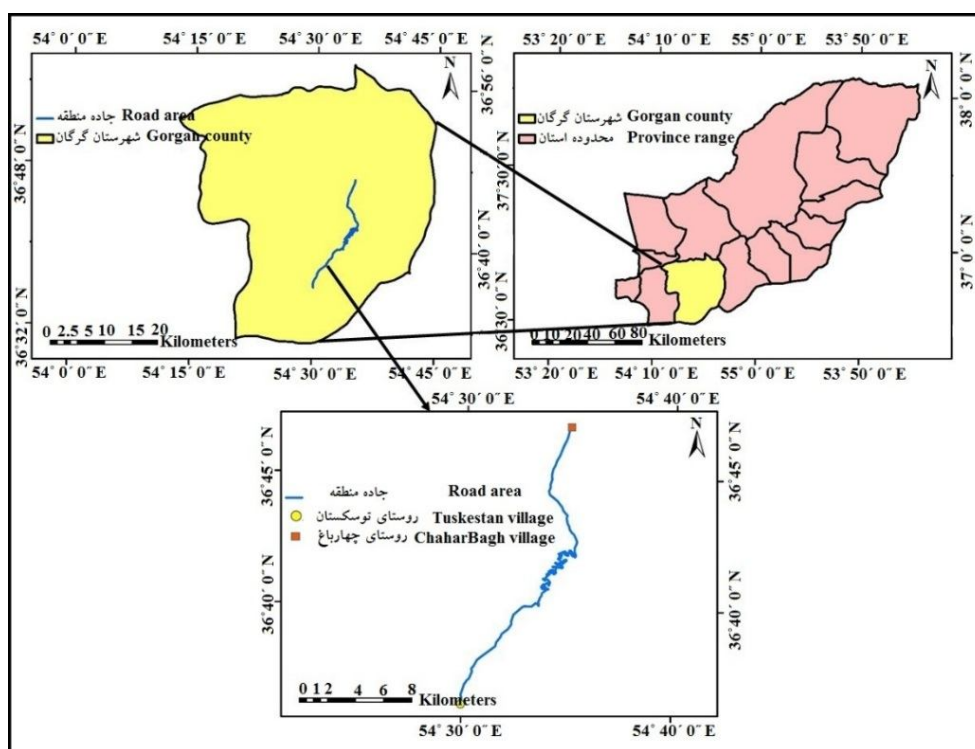 54˚ 0´ 0˝ E 54˚ 15´ 0˝ E 54˚ 30´ 0˝ E 54˚ 45´ 0˝ E
N
جاده منطقه Road area
شهرستان گرگان Gorgan county
36˚ 48´ 0˝ N
36˚ 32´ 0˝ N
36˚ 56´ 0˝ N
36˚ 40´ 0˝ N
0 2.5 5 10 15 20
Kilometers
54˚ 0´ 0˝ E 54˚ 15´ 0˝ E 54˚ 30´ 0˝ E 54˚ 45´ 0˝ E
53˚ 20´ 0˝ E 54˚ 10´ 0˝ E 55˚ 0´ 0˝ E 53˚ 50´ 0˝ E
N
شهرستان گرگان Gorgan county
محدوده استان Province range
37˚ 30´ 0˝ N
36˚ 30´ 0˝ N
38˚ 0´ 0˝ N
37˚ 0´ 0˝ N
0 10 20 40 60 80
Kilometers
53˚ 20´ 0˝ E 54˚ 10´ 0˝ E 55˚ 0´ 0˝ E 53˚ 50´ 0˝ E
54˚ 30´ 0˝ E 54˚ 40´ 0˝ E
N
جاده منطقه Road area
روستای توسکستان Tuskestan village
روستای چهارباغ ChaharBagh village
36˚ 45´ 0˝ N
36˚ 40´ 0˝ N
36˚ 45´ 0˝ N
36˚ 40´ 0˝ N
0 1 2 4 6 8
Kilometers
54˚ 30´ 0˝ E 54˚ 40´ 0˝ E